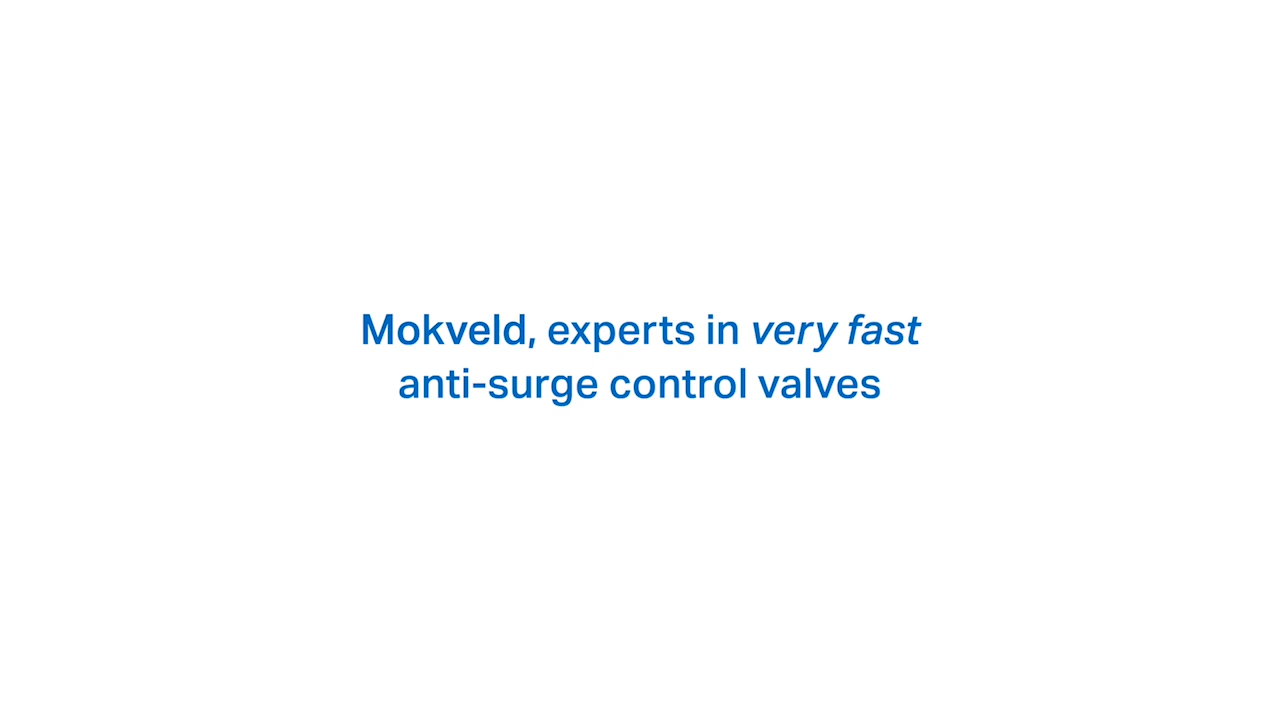 Mokveld, experts in very fast
anti-surge control valves